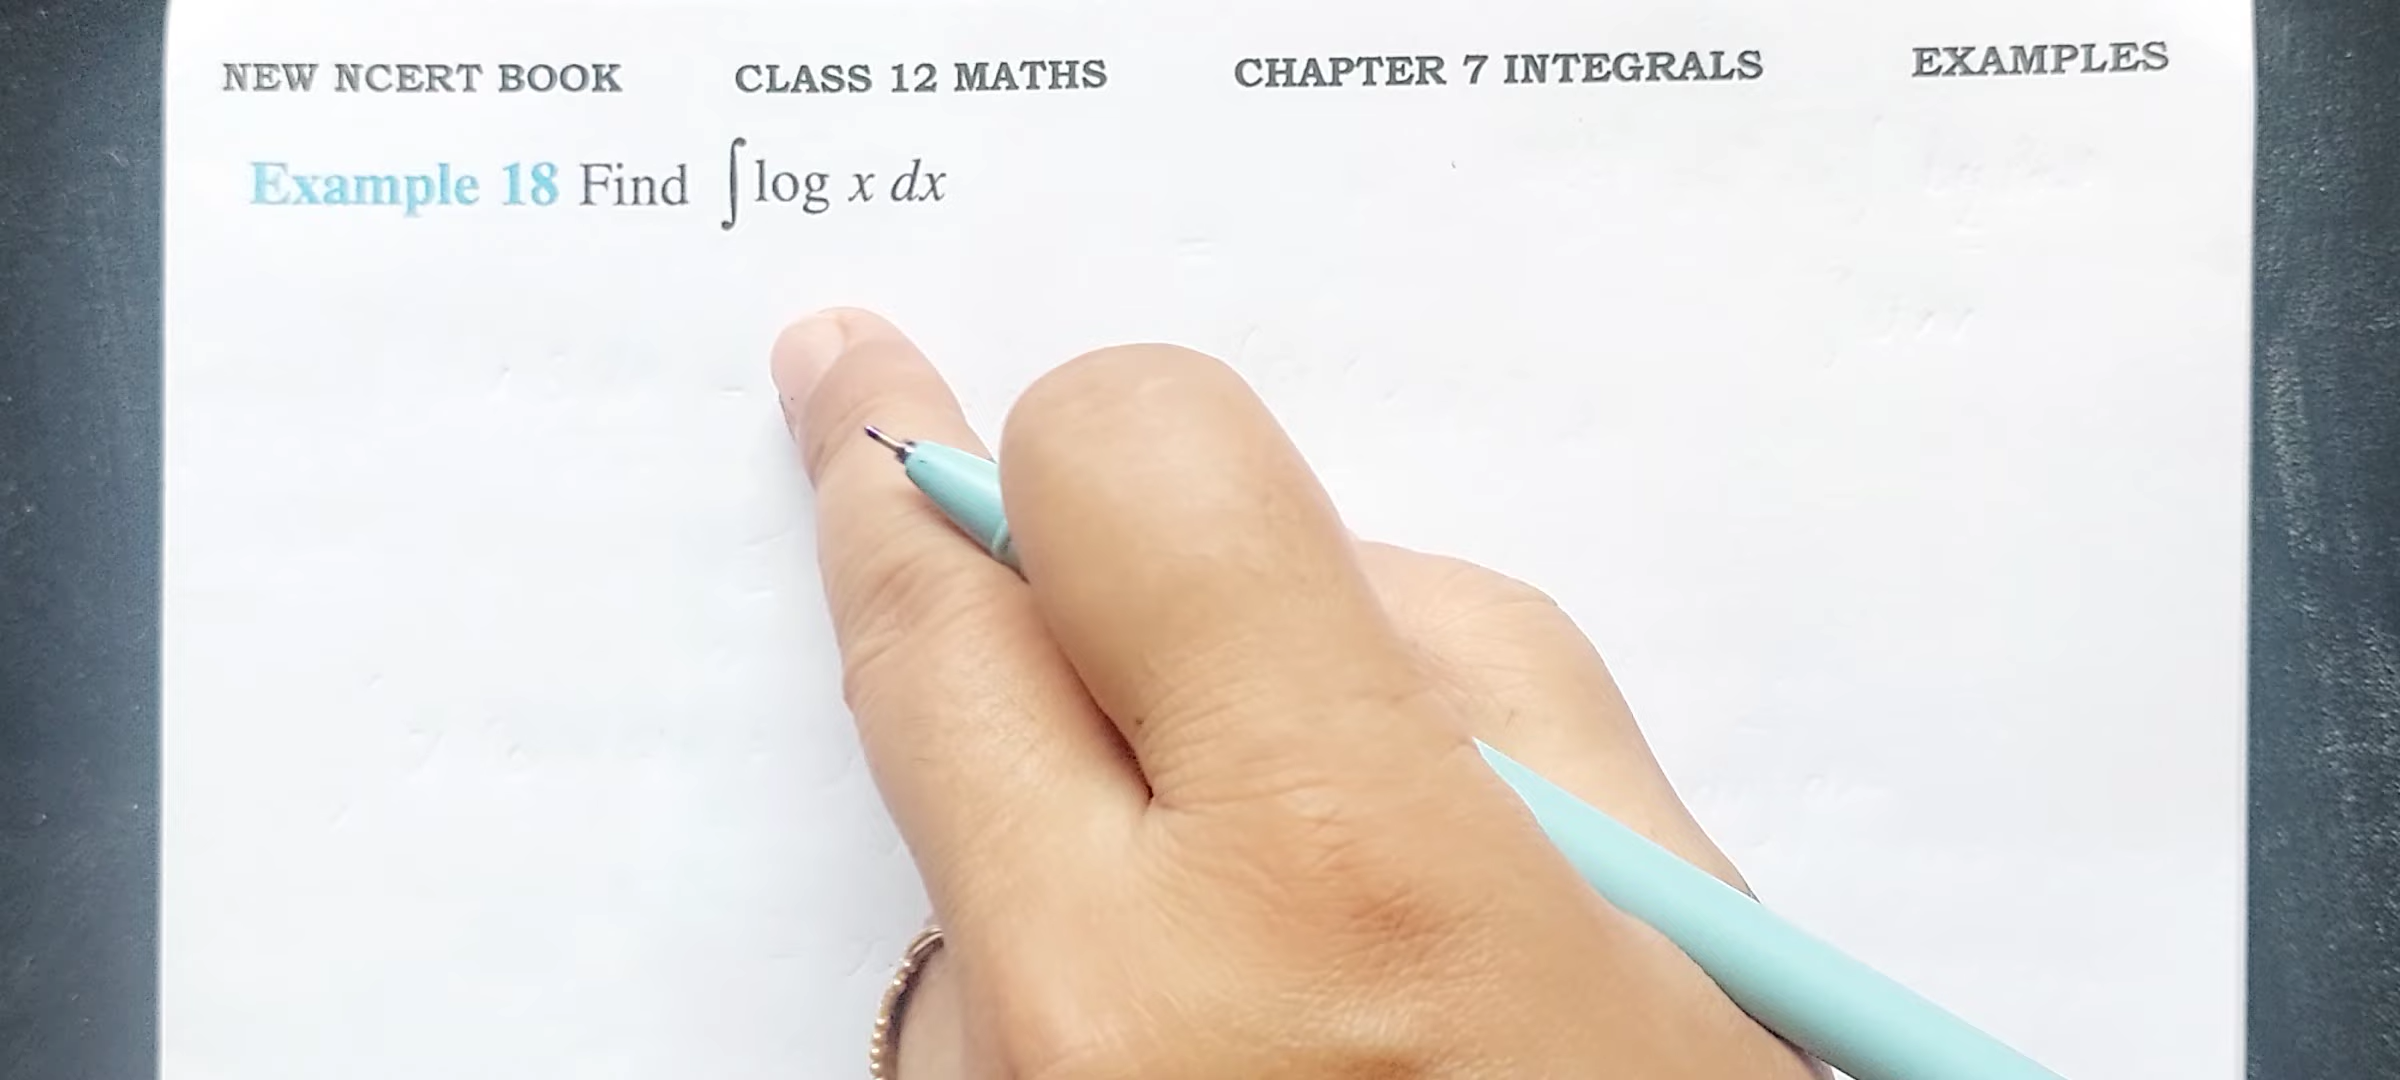 NEW NCERT BOOK CLASS 12 MATHS CHAPTER 7 INTEGRALS EXAMPLES
Example 18 Find ∫ log x dx